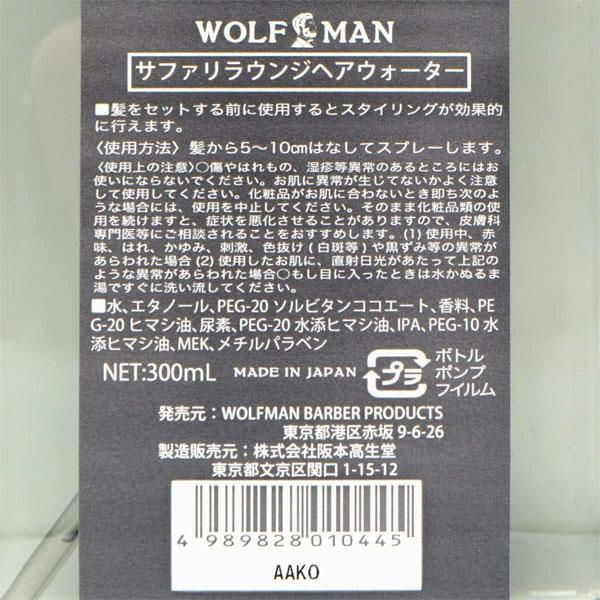 WOLF MAN
サファリラウンジヘアウォーター
■髪をセットする前に使用するとスタイリングが効果的
に行えます。
〈使用方法〉髪から5〜10㎝はなしてスプレーします。
〈使用上の注意〉○傷やはれもの、湿疹等異常のあるところにはお
使いにならないでください。お肌に異常が生じてないかよく注意
して使用してください。化粧品がお肌に合わないとき即ち次のよ
うな場合には、使用を中止してください。そのまま化粧品類の使用
を続けますと、症状を悪化させることがありますので、皮膚科
専門医等にご相談されることをおすすめします。(1)使用中、赤
味、はれ、かゆみ、刺激、色抜け(白斑等)や黒ずみ等の異常が
あらわれた場合(2)使用したお肌に、直射日光があたって上記の
ような異常があらわれた場合○もし目に入ったときは水かぬるま
湯ですぐに洗い流してください。
■水、エタノール、PEG-20 ソルビタンココエート、香料、PE
G-20 ヒマシ油、尿素、PEG-20 水添ヒマシ油、IPA、PEG-10 水
添ヒマシ油、MEK、メチルパラベン
NET:300mL MADE IN JAPAN
プラ
ボトル
ポンプ
フイルム
発売元：WOLFMAN BARBER PRODUCTS
東京都港区赤坂 9-6-26
製造販売元：株式会社阪本高生堂
東京都文京区関口 1-15-12
4 989828 010445
AAKO